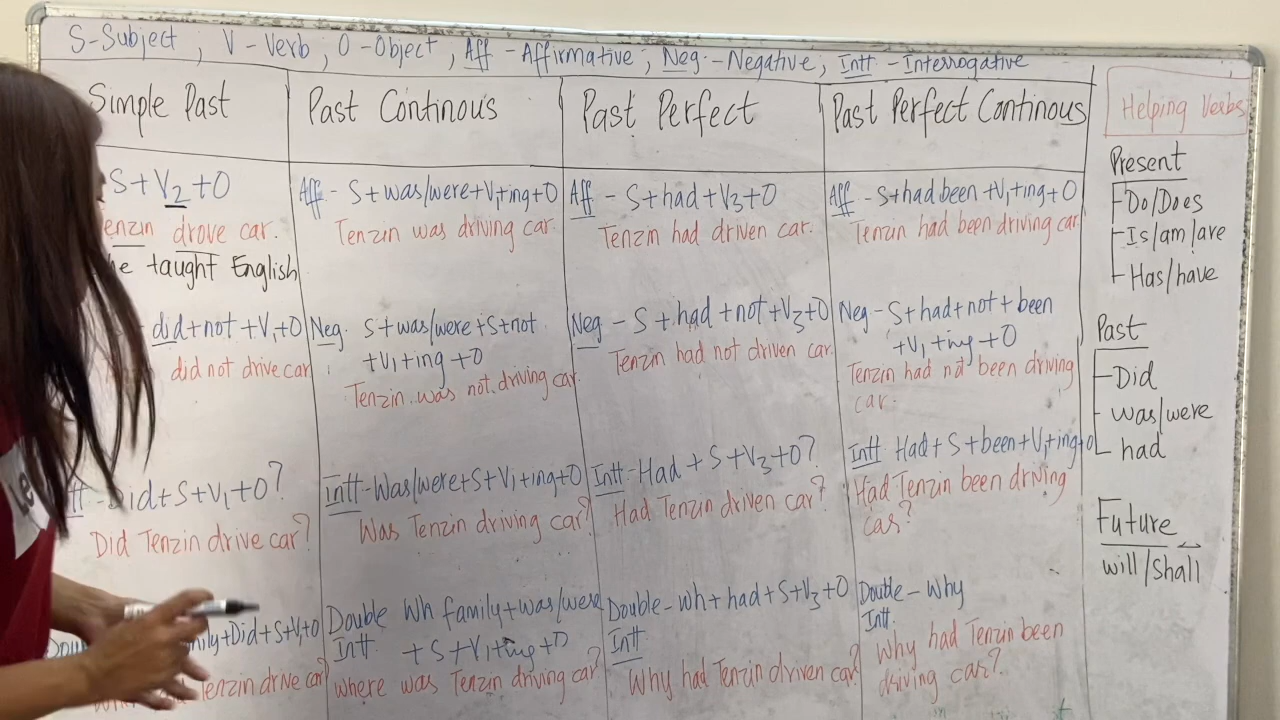 S-Subject, V-Verb, O-Object, Aff-Affirmative, Neg.-Negative, Intt-Interrogative
Simple Past
S+V2+O
drove car.
taught English
did+not+V1+O
did not drive car
Did+S+V1+O?
Did Tenzin drive car?
+Did+S+V+O
Tenzin drive car?
Past Continous
Aff- S+was/were+V1+ing+O
Tenzin was driving car.
Neg. S+was/were+S+not
+V1+ing+O
Tenzin was not driving car.
Intt-Was/were+S+V1+ing+O
Was Tenzin driving car?
Double Wh family+was/were
Intt. +S+V1+ing+O
where was Tenzin driving car?
Past Perfect
Aff - S+had+V3+O
Tenzin had driven car.
Neg - S+had+not+V3+O
Tenzin had not driven car.
Intt-Had+S+V3+O?
Had Tenzin driven car?
Double-Wh+had+S+V3+O
Intt.
Why had Tenzin driven car?
Past Perfect Continous
Aff - S+had been+V1+ing+O
Tenzin had been driving car.
Neg-S+had+not+been
+V1+ing+O
Tenzin had not been driving
car.
Intt Had+S+been+V1+ing+O
Had Tenzin been driving
car?
Double-Why
Intt.
Why had Tenzin been
driving car?
Helping Verbs
Present
Do/Does
Is/am/are
Has/have
Past
Did
was/were
had
Future
will/shall